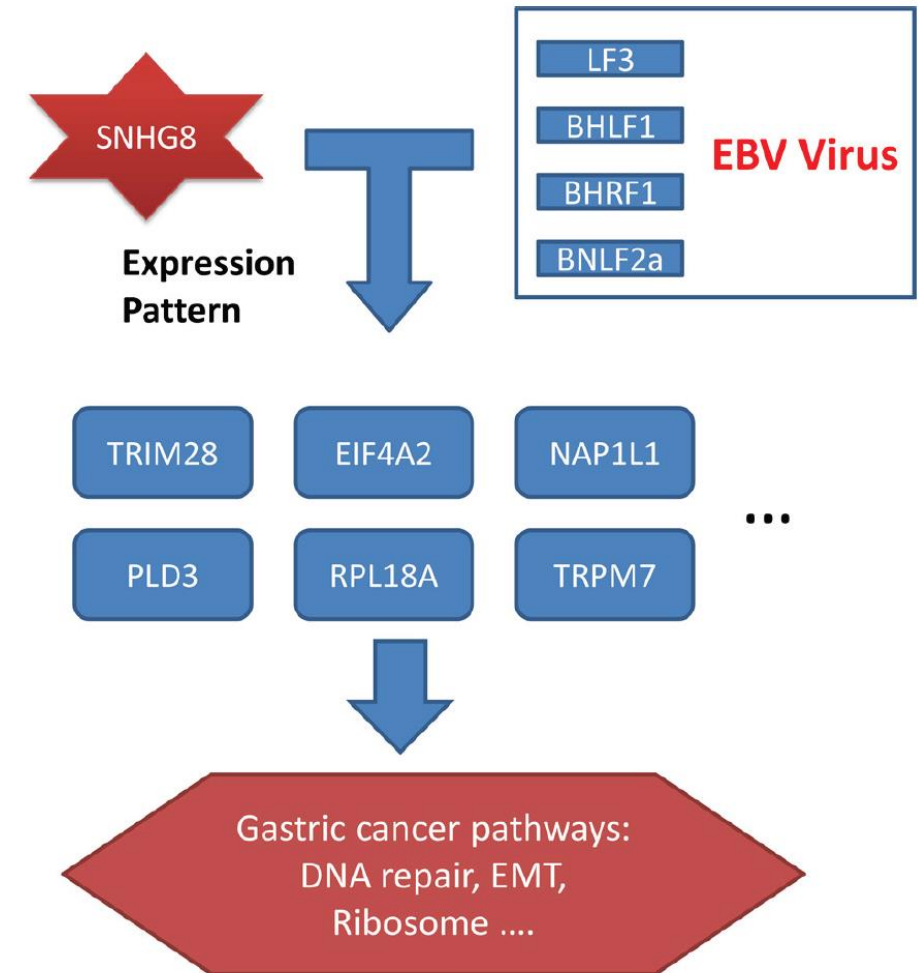 SNHG8
LF3
BHLF1
BHRF1
BNLF2a
EBV Virus
Expression
Pattern
TRIM28
EIF4A2
NAP1L1
PLD3
RPL18A
TRPM7
...
Gastric cancer pathways:
DNA repair, EMT,
Ribosome ....